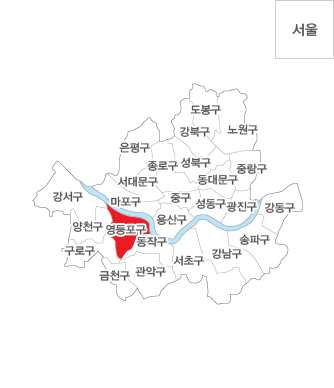 서울
도봉구
강북구
노원구
은평구
종로구
성북구
중랑구
서대문구
동대문구
강서구
마포구
중구
성동구
광진구
강동구
용산구
양천구
영등포구
동작구
송파구
구로구
서초구
강남구
금천구
관악구